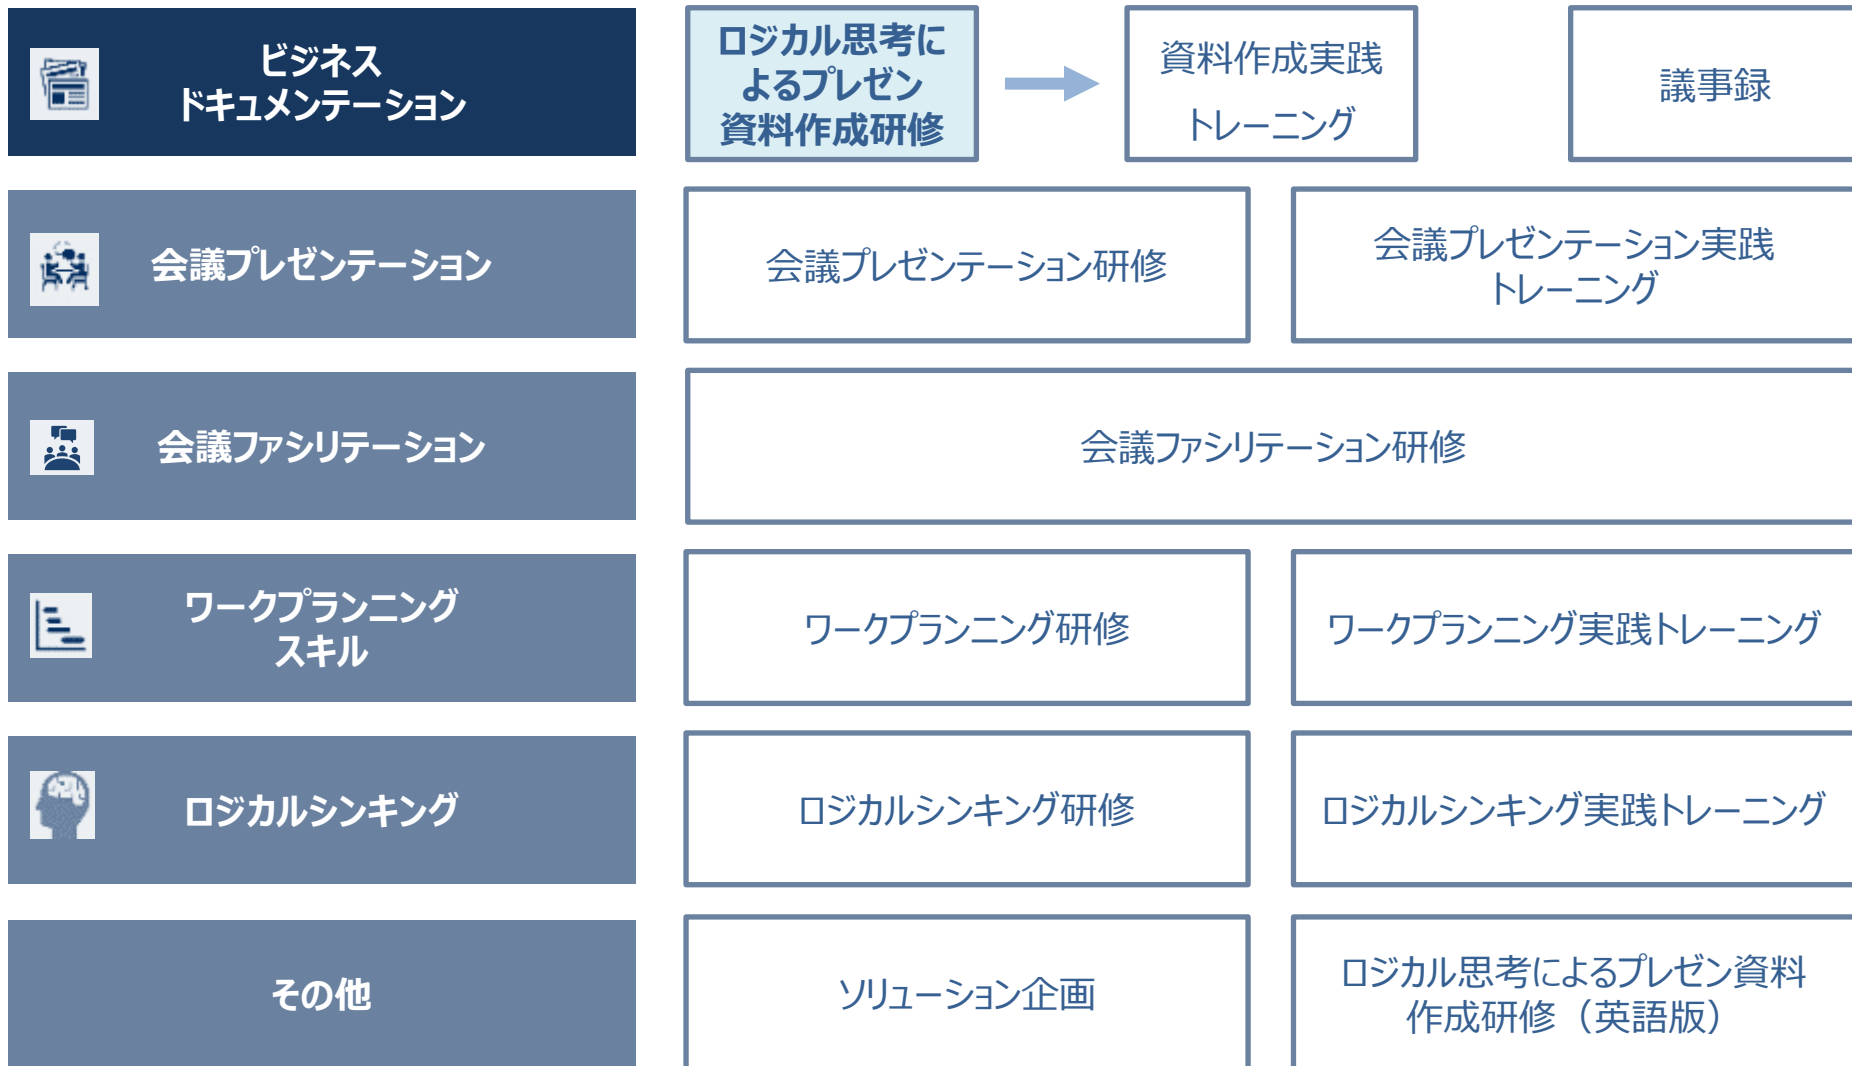 ビジネス
ドキュメンテーション
ロジカル思考に
よるプレゼン
資料作成研修
資料作成実践
トレーニング
議事録
会議プレゼンテーション
会議プレゼンテーション研修
会議プレゼンテーション実践
トレーニング
会議ファシリテーション
会議ファシリテーション研修
ワークプランニング
スキル
ワークプランニング研修
ワークプランニング実践トレーニング
ロジカルシンキング
ロジカルシンキング研修
ロジカルシンキング実践トレーニング
その他
ソリューション企画
ロジカル思考によるプレゼン資料
作成研修（英語版）